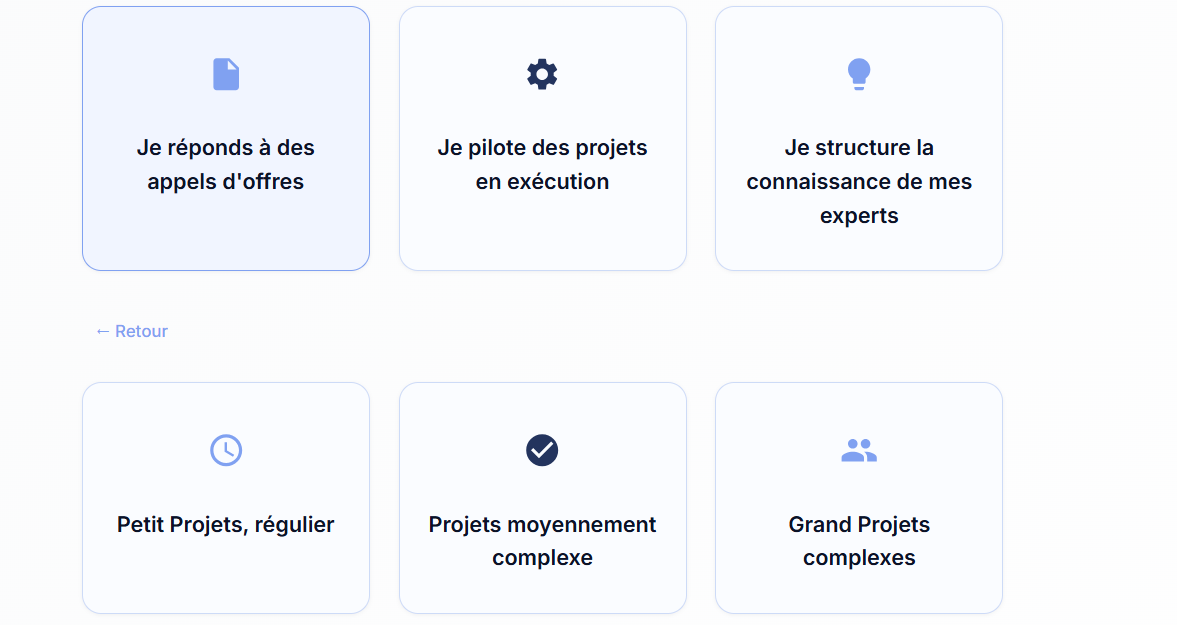 Je réponds à des
appels d'offres
Je pilote des projets
en exécution
Je structure la
connaissance de mes
experts
← Retour
Petit Projets, régulier
Projets moyennement
complexe
Grand Projets
complexes